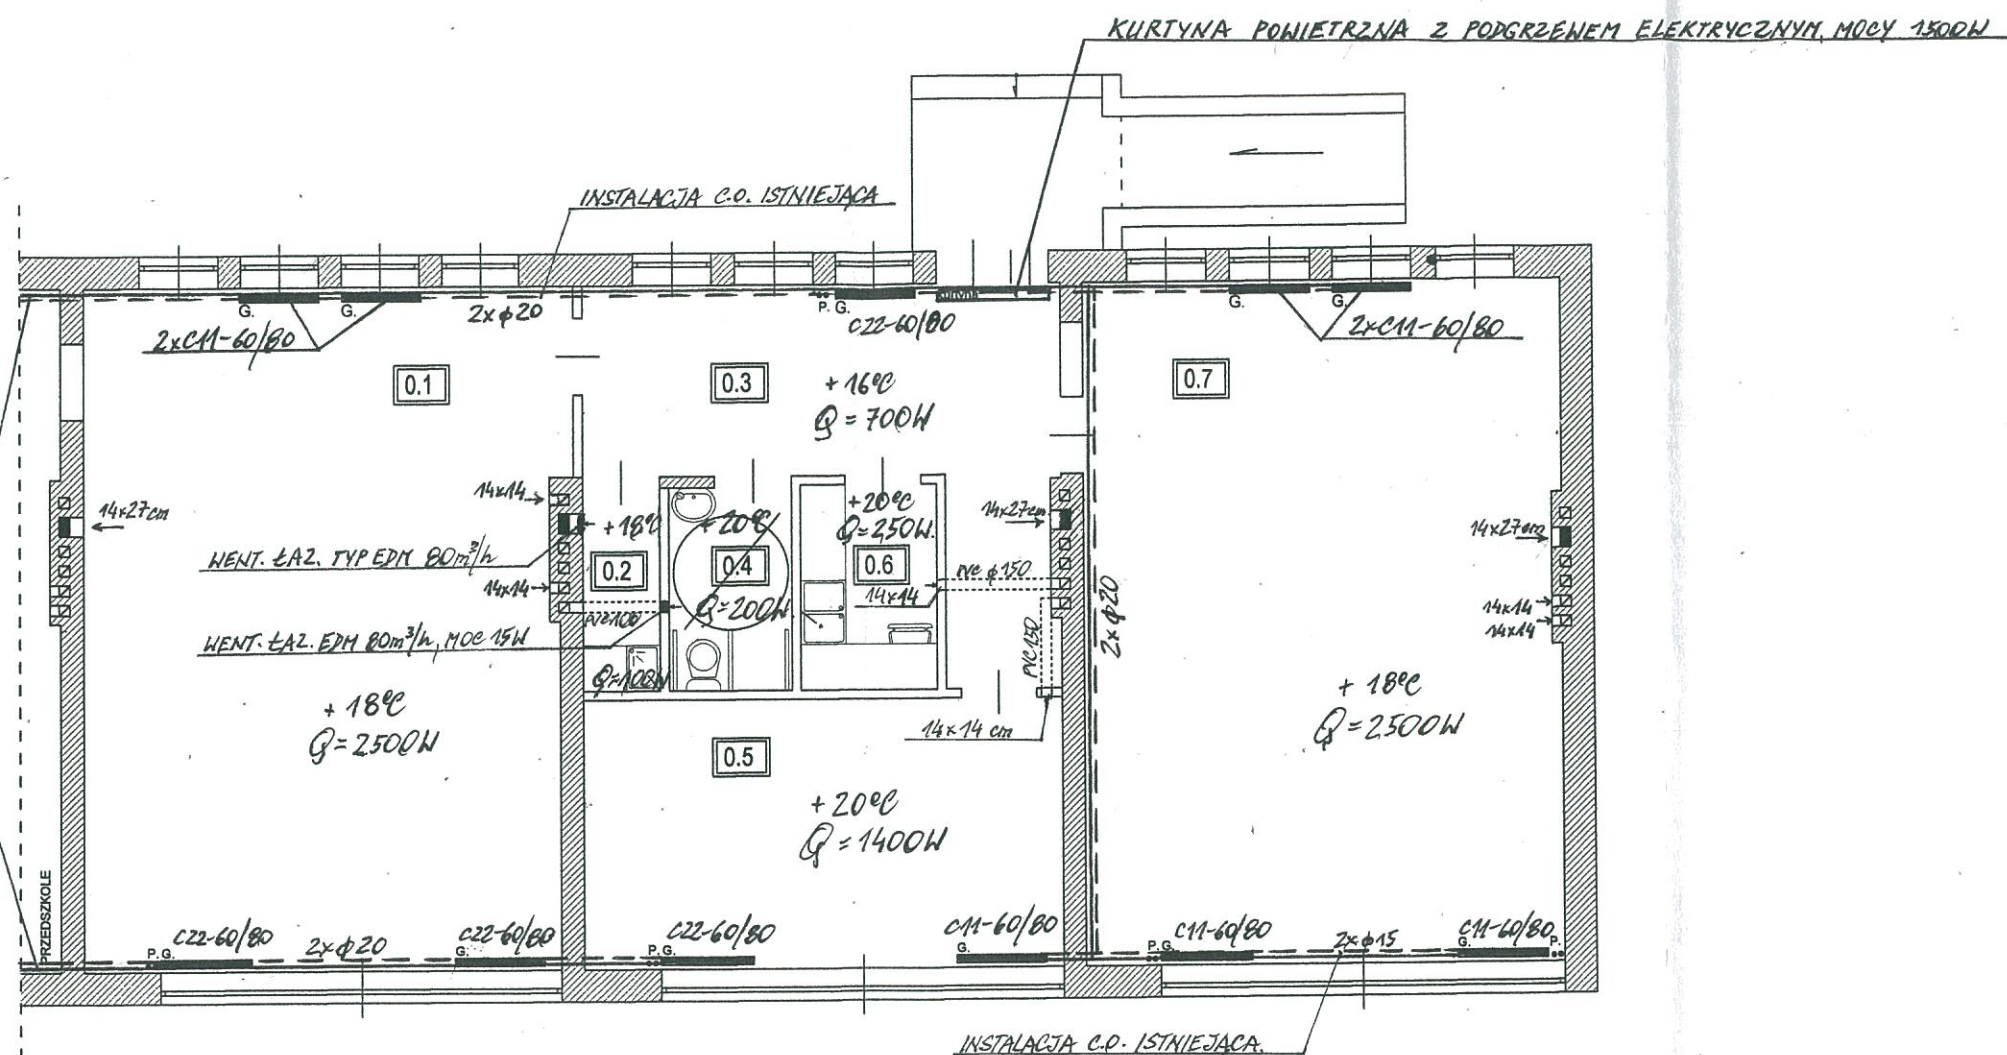 KURTYNA POWIETRZNA Z PODGRZEWEM ELEKTRYCZNYM, MOCY 1500W
INSTALACJA C.O. ISTNIEJĄCA
G.
G.
2xC11-60/80
2xφ20
P. G.
C22-60/80
Kurtyna
G.
G.
2xC11-60/80
0.1
0.3
+16°C
Q=700W
0.7
14x27cm
14x14
+18°C
+20°C
+20°C
Q=250W.
14x27cm
14x27cm
WENT. ŁAZ. TYP EDM 80m³/h
0.2
0.4
0.6
PVC φ150
14x14
14x14
PVC100
Q=200W
2xφ20
14x14
14x14
WENT. ŁAZ. EDM 80m³/h, MOC 15W
Q=100W
PVC150
+18°C
Q=2500W
14x14 cm
+18°C
Q=2500W
0.5
+20°C
Q=1400W
PRZEDSZKOLE
P. G.
C22-60/80
2xφ20
G.
C22-60/80
P. G.
C22-60/80
G.
C11-60/80
P. G.
C11-60/80
2xφ15
G.
C11-60/80
P.
INSTALACJA C.O. ISTNIEJĄCA.